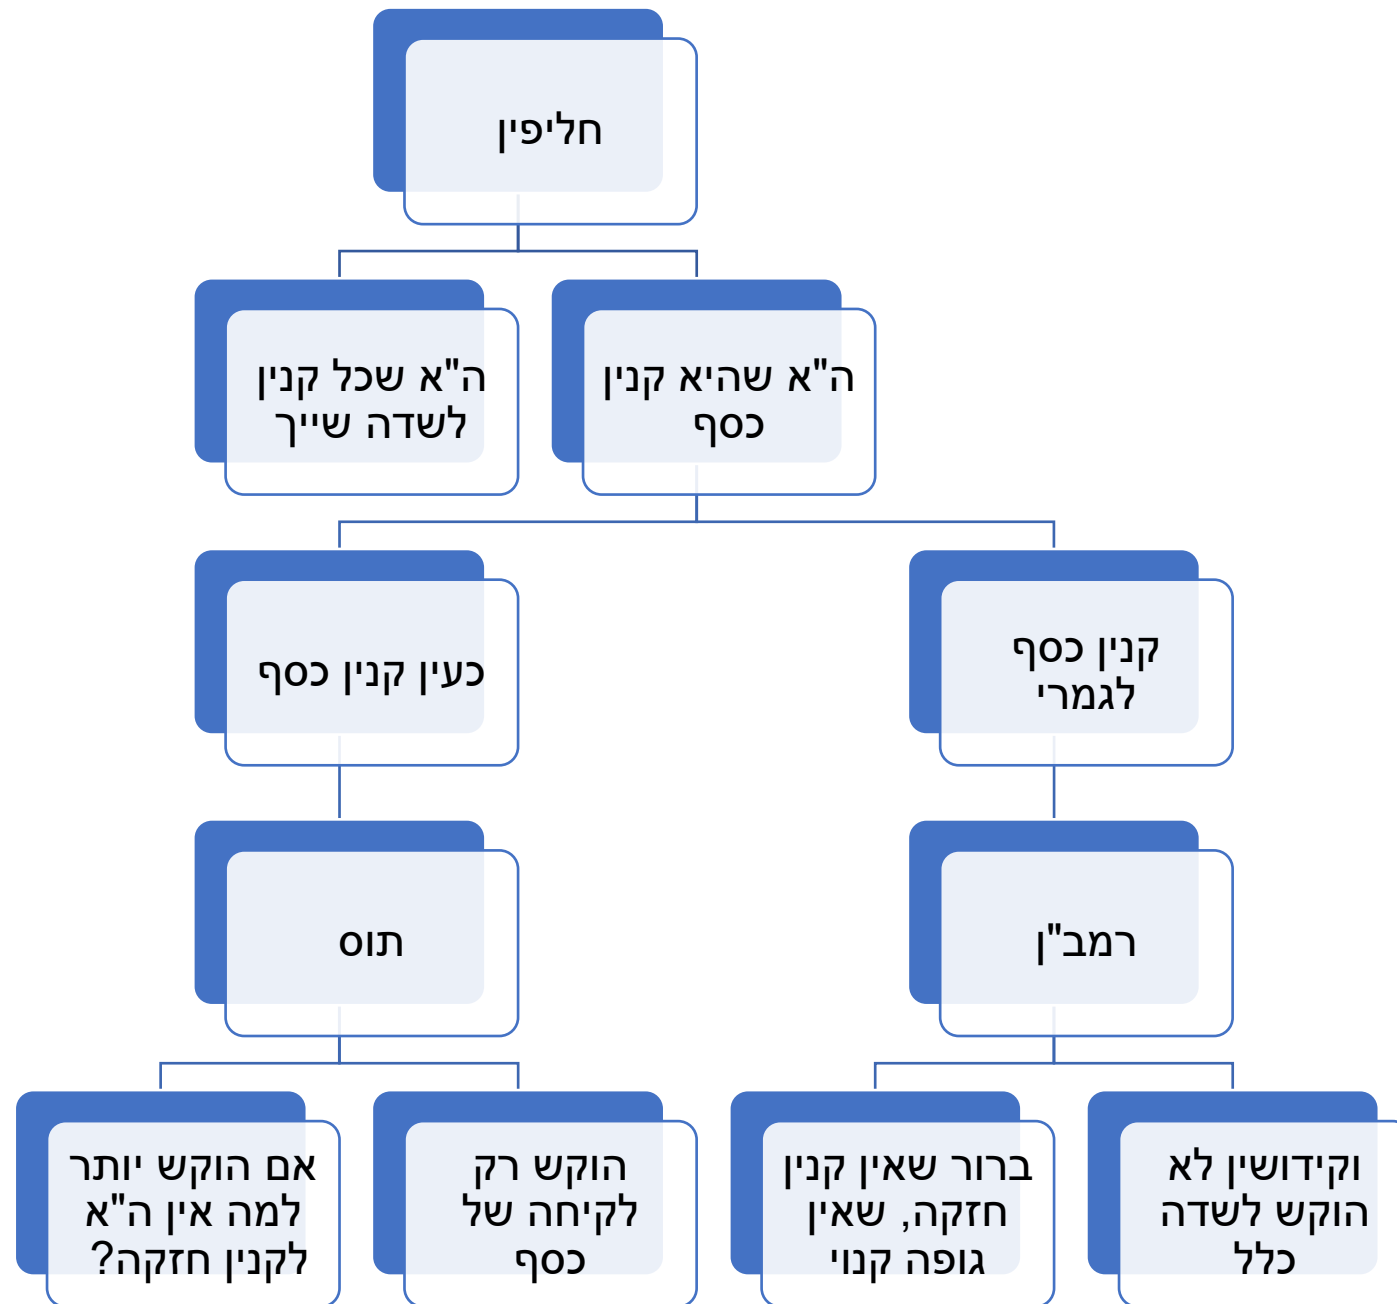 חליפין
ה"א שהיא קנין
כסף
ה"א שכל קנין
לשדה שייך
קנין כסף
לגמרי
כעין קנין כסף
רמב"ן
תוס
וקידושין לא
הוקש לשדה
כלל
ברור שאין קנין
חזקה, שאין
גופה קנוי
הוקש רק
לקיחה של
כסף
אם הוקש יותר
למה אין ה"א
לקנין חזקה?